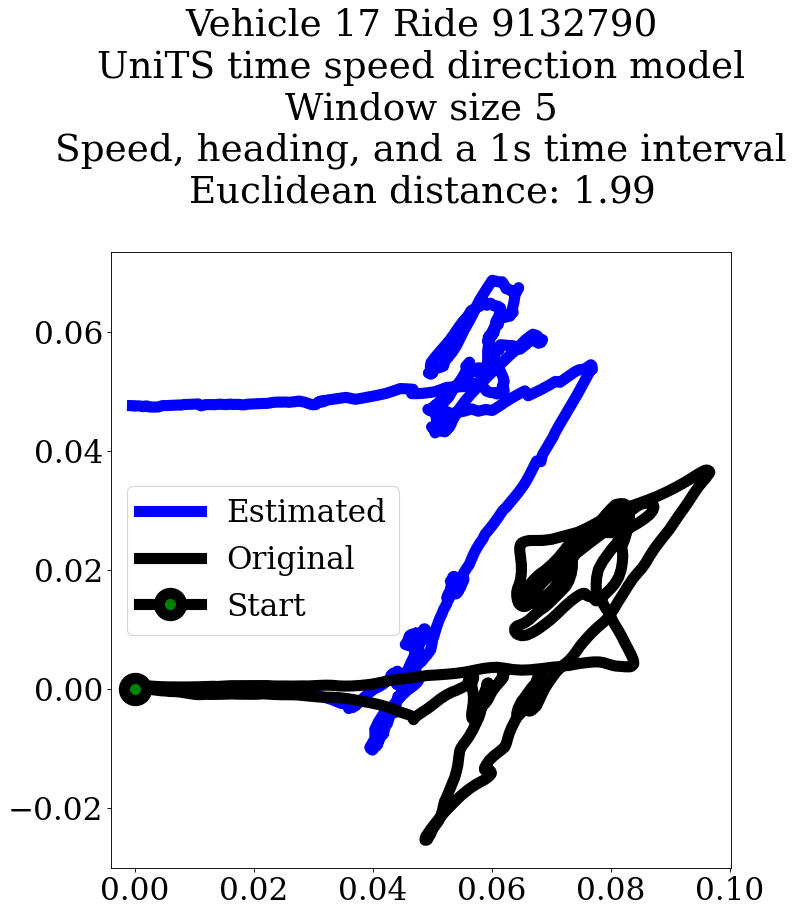 Vehicle 17 Ride 9132790
UniTS time speed direction model
Window size 5
Speed, heading, and a 1s time interval
Euclidean distance: 1.99
0.06
0.04
0.02
0.00
−0.02
Estimated
Original
Start
0.00 0.02 0.04 0.06 0.08 0.10